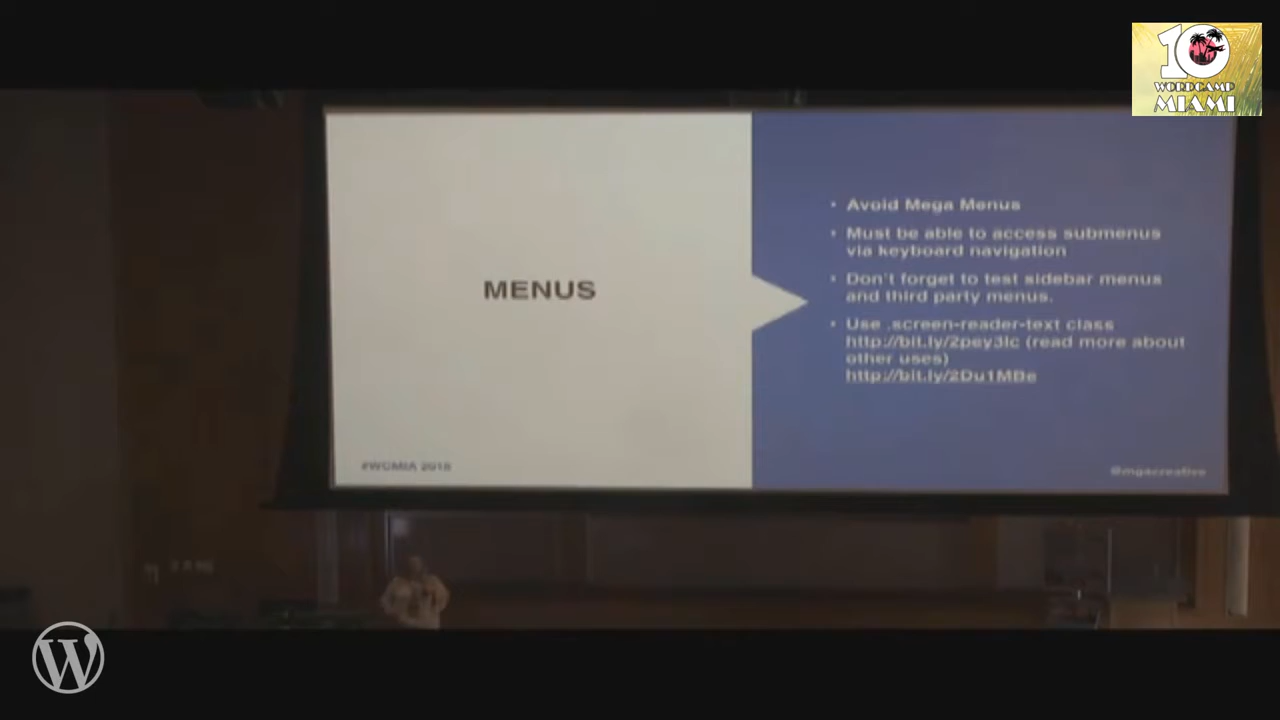 10
WORDCAMP
MIAMI
MENUS
• Avoid Mega Menus
• Must be able to access submenus
via keyboard navigation
• Don't forget to test sidebar menus
and third party menus.
• Use .screen-reader-text class
http://bit.ly/2pey3Ic (read more about
other uses)
http://bit.ly/2Du1MBe
#WCMIA 2018
@mgacreative
W